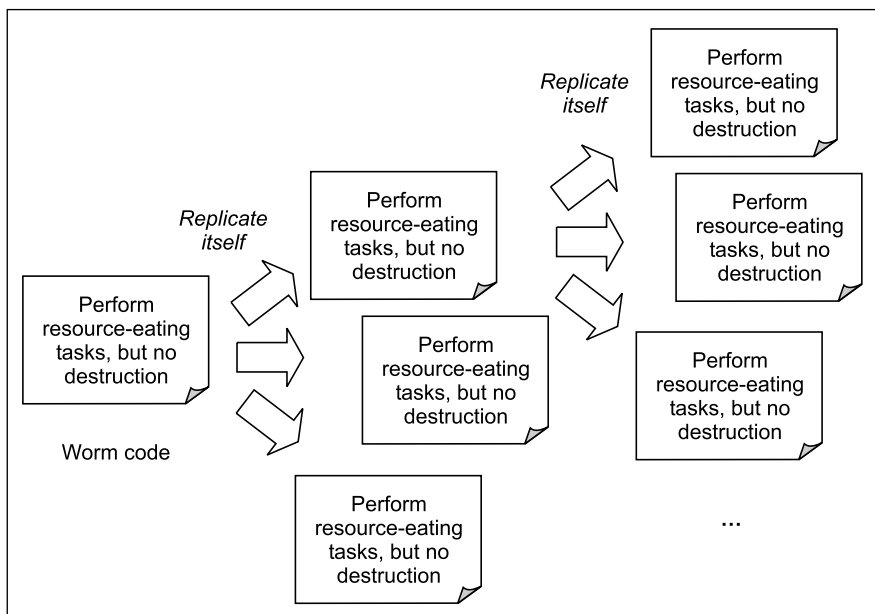 Perform
resource-eating
tasks, but no
destruction
Worm code
Replicate
itself
Perform
resource-eating
tasks, but no
destruction
Perform
resource-eating
tasks, but no
destruction
Perform
resource-eating
tasks, but no
destruction
Replicate
itself
Perform
resource-eating
tasks, but no
destruction
Perform
resource-eating
tasks, but no
destruction
Perform
resource-eating
tasks, but no
destruction
...